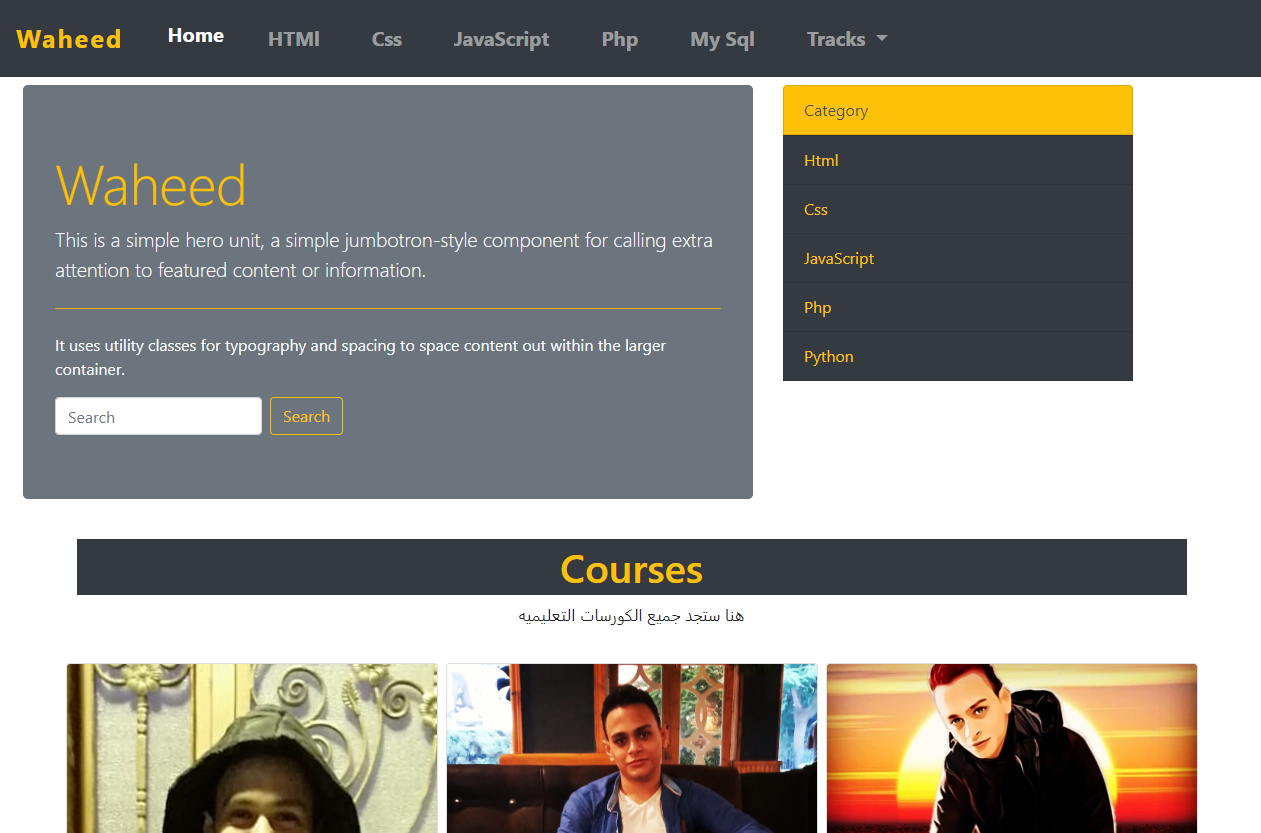 Waheed Home HTMl Css JavaScript Php My Sql Tracks
Waheed
This is a simple hero unit, a simple jumbotron-style component for calling extra
attention to featured content or information.
It uses utility classes for typography and spacing to space content out within the larger
container.
Search Search
Category
Html
Css
JavaScript
Php
Python
Courses
هنا ستجد جميع الكورسات التعليميه